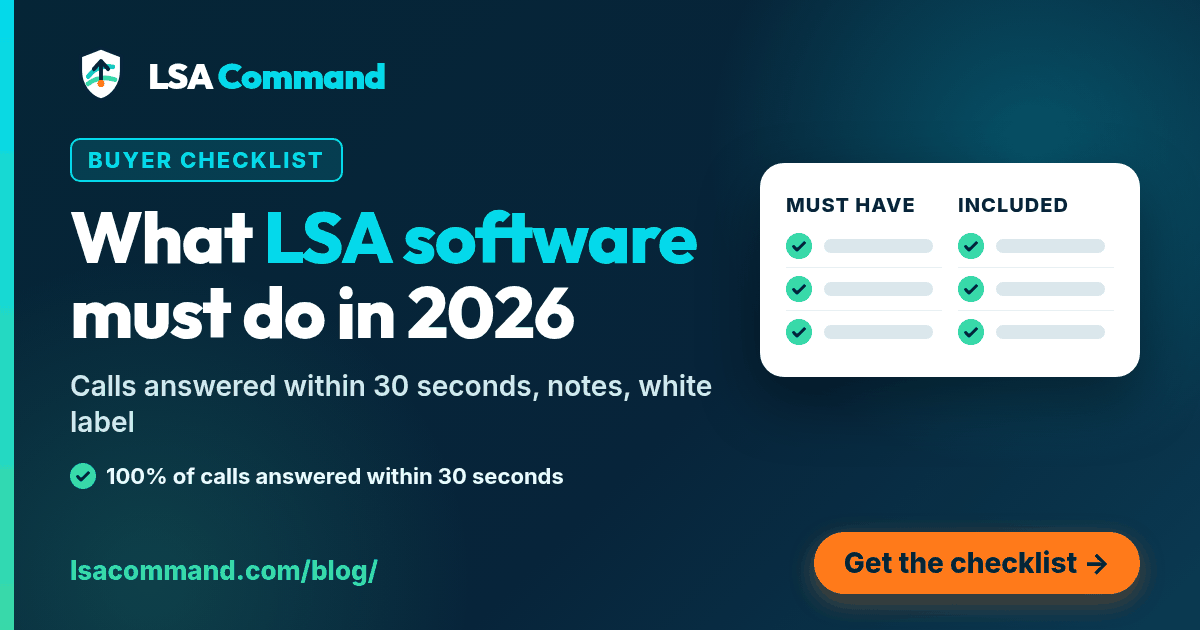 LSA Command
BUYER CHECKLIST
What LSA software
must do in 2026
Calls answered within 30 seconds, notes, white
label
100% of calls answered within 30 seconds
lsacommand.com/blog/
MUST HAVE
INCLUDED
Get the checklist →